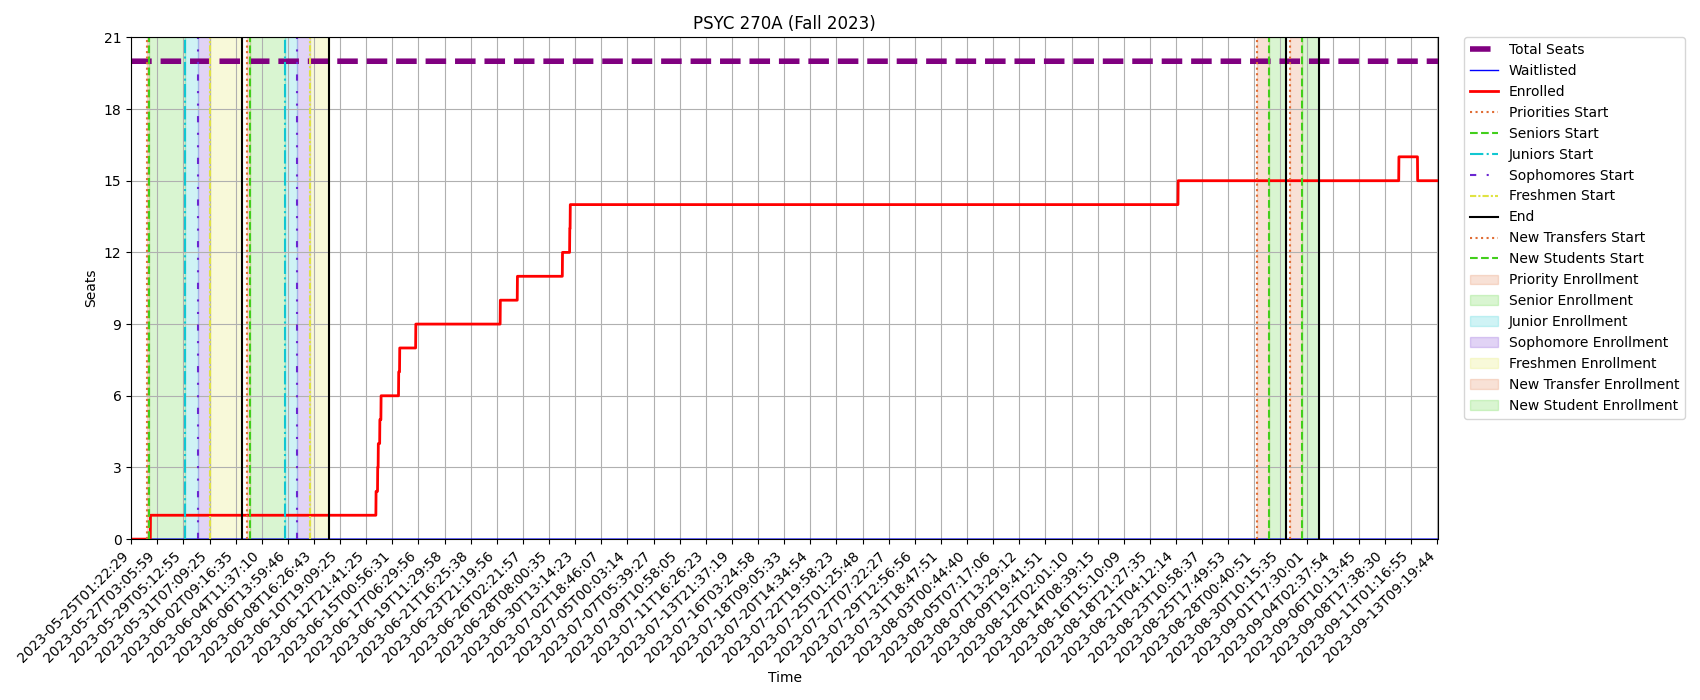 PSYC 270A (Fall 2023)
21
18
15
12
9
6
3
0
Seats
2023-05-25T01:22:29
2023-05-27T03:05:59
2023-05-29T05:12:55
2023-05-31T07:09:25
2023-06-02T09:16:35
2023-06-04T11:37:10
2023-06-06T13:59:46
2023-06-08T16:26:43
2023-06-10T19:09:25
2023-06-12T21:41:25
2023-06-15T00:56:31
2023-06-17T06:29:56
2023-06-19T11:29:58
2023-06-21T16:25:38
2023-06-23T21:19:56
2023-06-26T02:21:57
2023-06-28T08:00:35
2023-06-30T13:14:23
2023-07-02T18:46:07
2023-07-05T00:03:14
2023-07-07T05:39:27
2023-07-09T10:58:05
2023-07-11T16:26:23
2023-07-13T21:37:19
2023-07-16T03:24:58
2023-07-18T09:05:33
2023-07-20T14:34:54
2023-07-22T19:58:23
2023-07-25T01:25:48
2023-07-27T07:22:27
2023-07-29T12:56:56
2023-07-31T18:47:51
2023-08-03T00:44:40
2023-08-05T07:17:06
2023-08-07T13:29:12
2023-08-09T19:41:51
2023-08-12T02:01:10
2023-08-14T08:39:15
2023-08-16T15:10:09
2023-08-18T21:27:35
2023-08-21T04:12:14
2023-08-23T10:58:37
2023-08-25T17:49:53
2023-08-28T00:40:51
2023-08-30T10:15:35
2023-09-01T17:30:01
2023-09-04T02:37:54
2023-09-06T10:13:45
2023-09-08T17:38:30
2023-09-11T01:16:55
2023-09-13T09:19:44
Time
Total Seats
Waitlisted
Enrolled
Priorities Start
Seniors Start
Juniors Start
Sophomores Start
Freshmen Start
End
New Transfers Start
New Students Start
Priority Enrollment
Senior Enrollment
Junior Enrollment
Sophomore Enrollment
Freshmen Enrollment
New Transfer Enrollment
New Student Enrollment